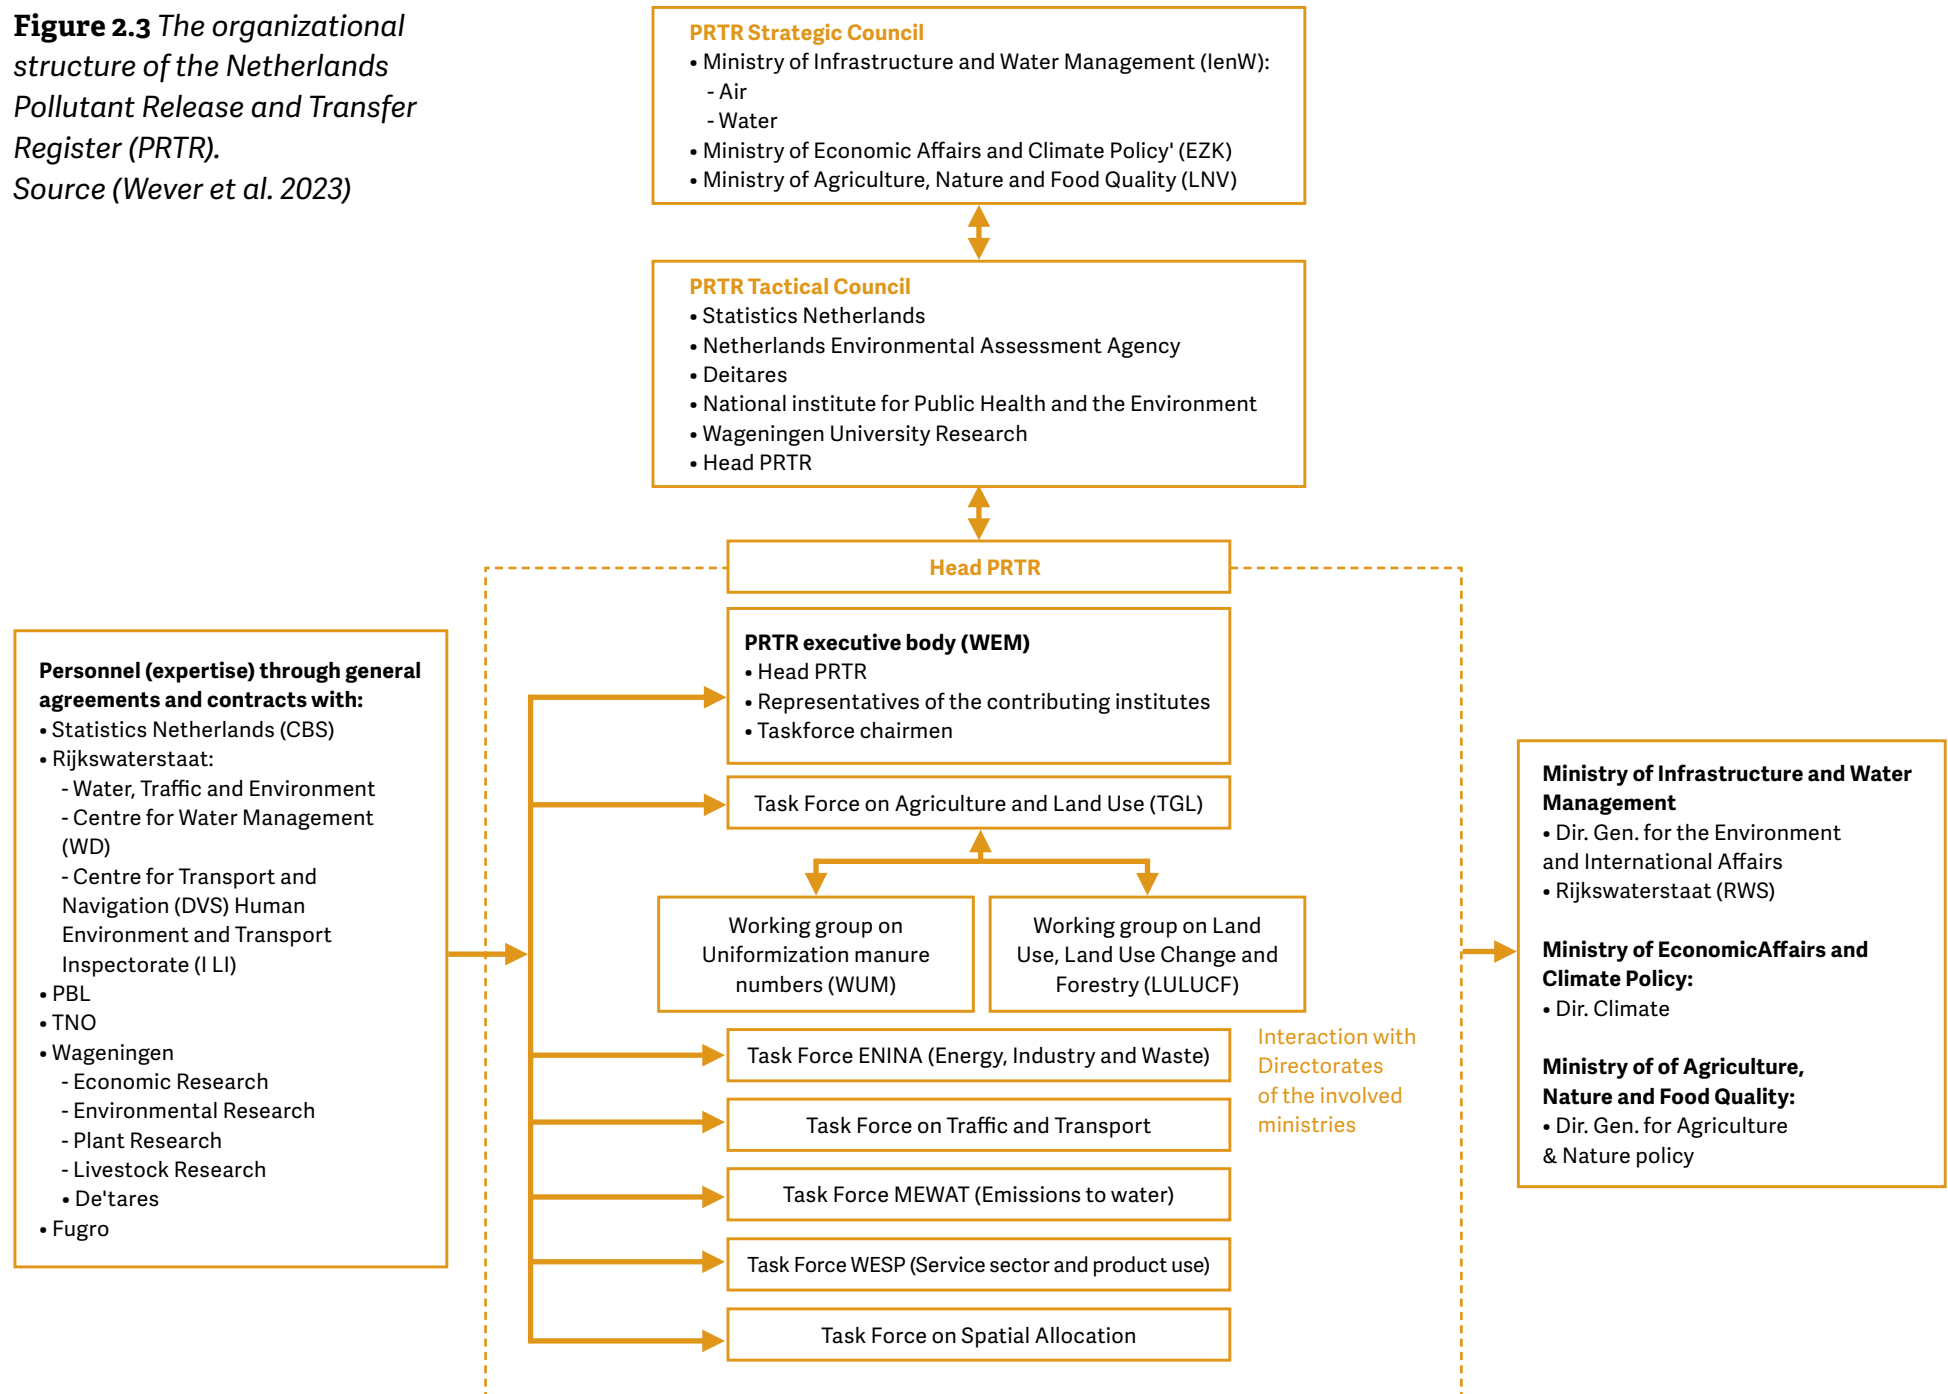 Figure 2.3 The organizational
structure of the Netherlands
Pollutant Release and Transfer
Register (PRTR).
Source (Wever et al. 2023)
PRTR Strategic Council
• Ministry of Infrastructure and Water Management (IenW):
- Air
- Water
• Ministry of Economic Affairs and Climate Policy' (EZK)
• Ministry of Agriculture, Nature and Food Quality (LNV)
PRTR Tactical Council
• Statistics Netherlands
• Netherlands Environmental Assessment Agency
• Deitares
• National institute for Public Health and the Environment
• Wageningen University Research
• Head PRTR
Head PRTR
Personnel (expertise) through general
agreements and contracts with:
• Statistics Netherlands (CBS)
• Rijkswaterstaat:
- Water, Traffic and Environment
- Centre for Water Management
(WD)
- Centre for Transport and
Navigation (DVS) Human
Environment and Transport
Inspectorate (I LI)
• PBL
• TNO
• Wageningen
- Economic Research
- Environmental Research
- Plant Research
- Livestock Research
• De'tares
• Fugro
PRTR executive body (WEM)
• Head PRTR
• Representatives of the contributing institutes
• Taskforce chairmen
Task Force on Agriculture and Land Use (TGL)
Working group on
Uniformization manure
numbers (WUM)
Working group on Land
Use, Land Use Change and
Forestry (LULUCF)
Task Force ENINA (Energy, Industry and Waste)
Task Force on Traffic and Transport
Task Force MEWAT (Emissions to water)
Task Force WESP (Service sector and product use)
Task Force on Spatial Allocation
Interaction with
Directorates
of the involved
ministries
Ministry of Infrastructure and Water
Management
• Dir. Gen. for the Environment
and International Affairs
• Rijkswaterstaat (RWS)
Ministry of EconomicAffairs and
Climate Policy:
• Dir. Climate
Ministry of of Agriculture,
Nature and Food Quality:
• Dir. Gen. for Agriculture
& Nature policy